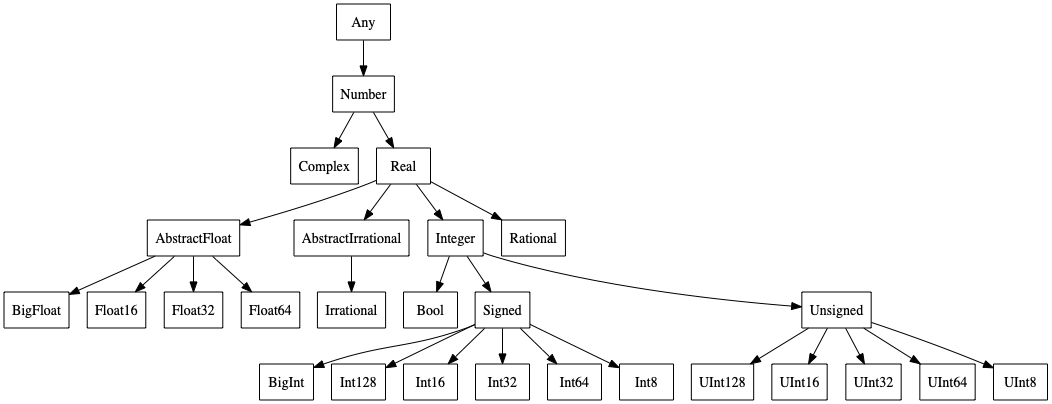 Any
Number
Complex
Real
AbstractFloat
AbstractIrrational
Integer
Rational
BigFloat
Float16
Float32
Float64
Irrational
Bool
Signed
Unsigned
BigInt
Int128
Int16
Int32
Int64
Int8
UInt128
UInt16
UInt32
UInt64
UInt8